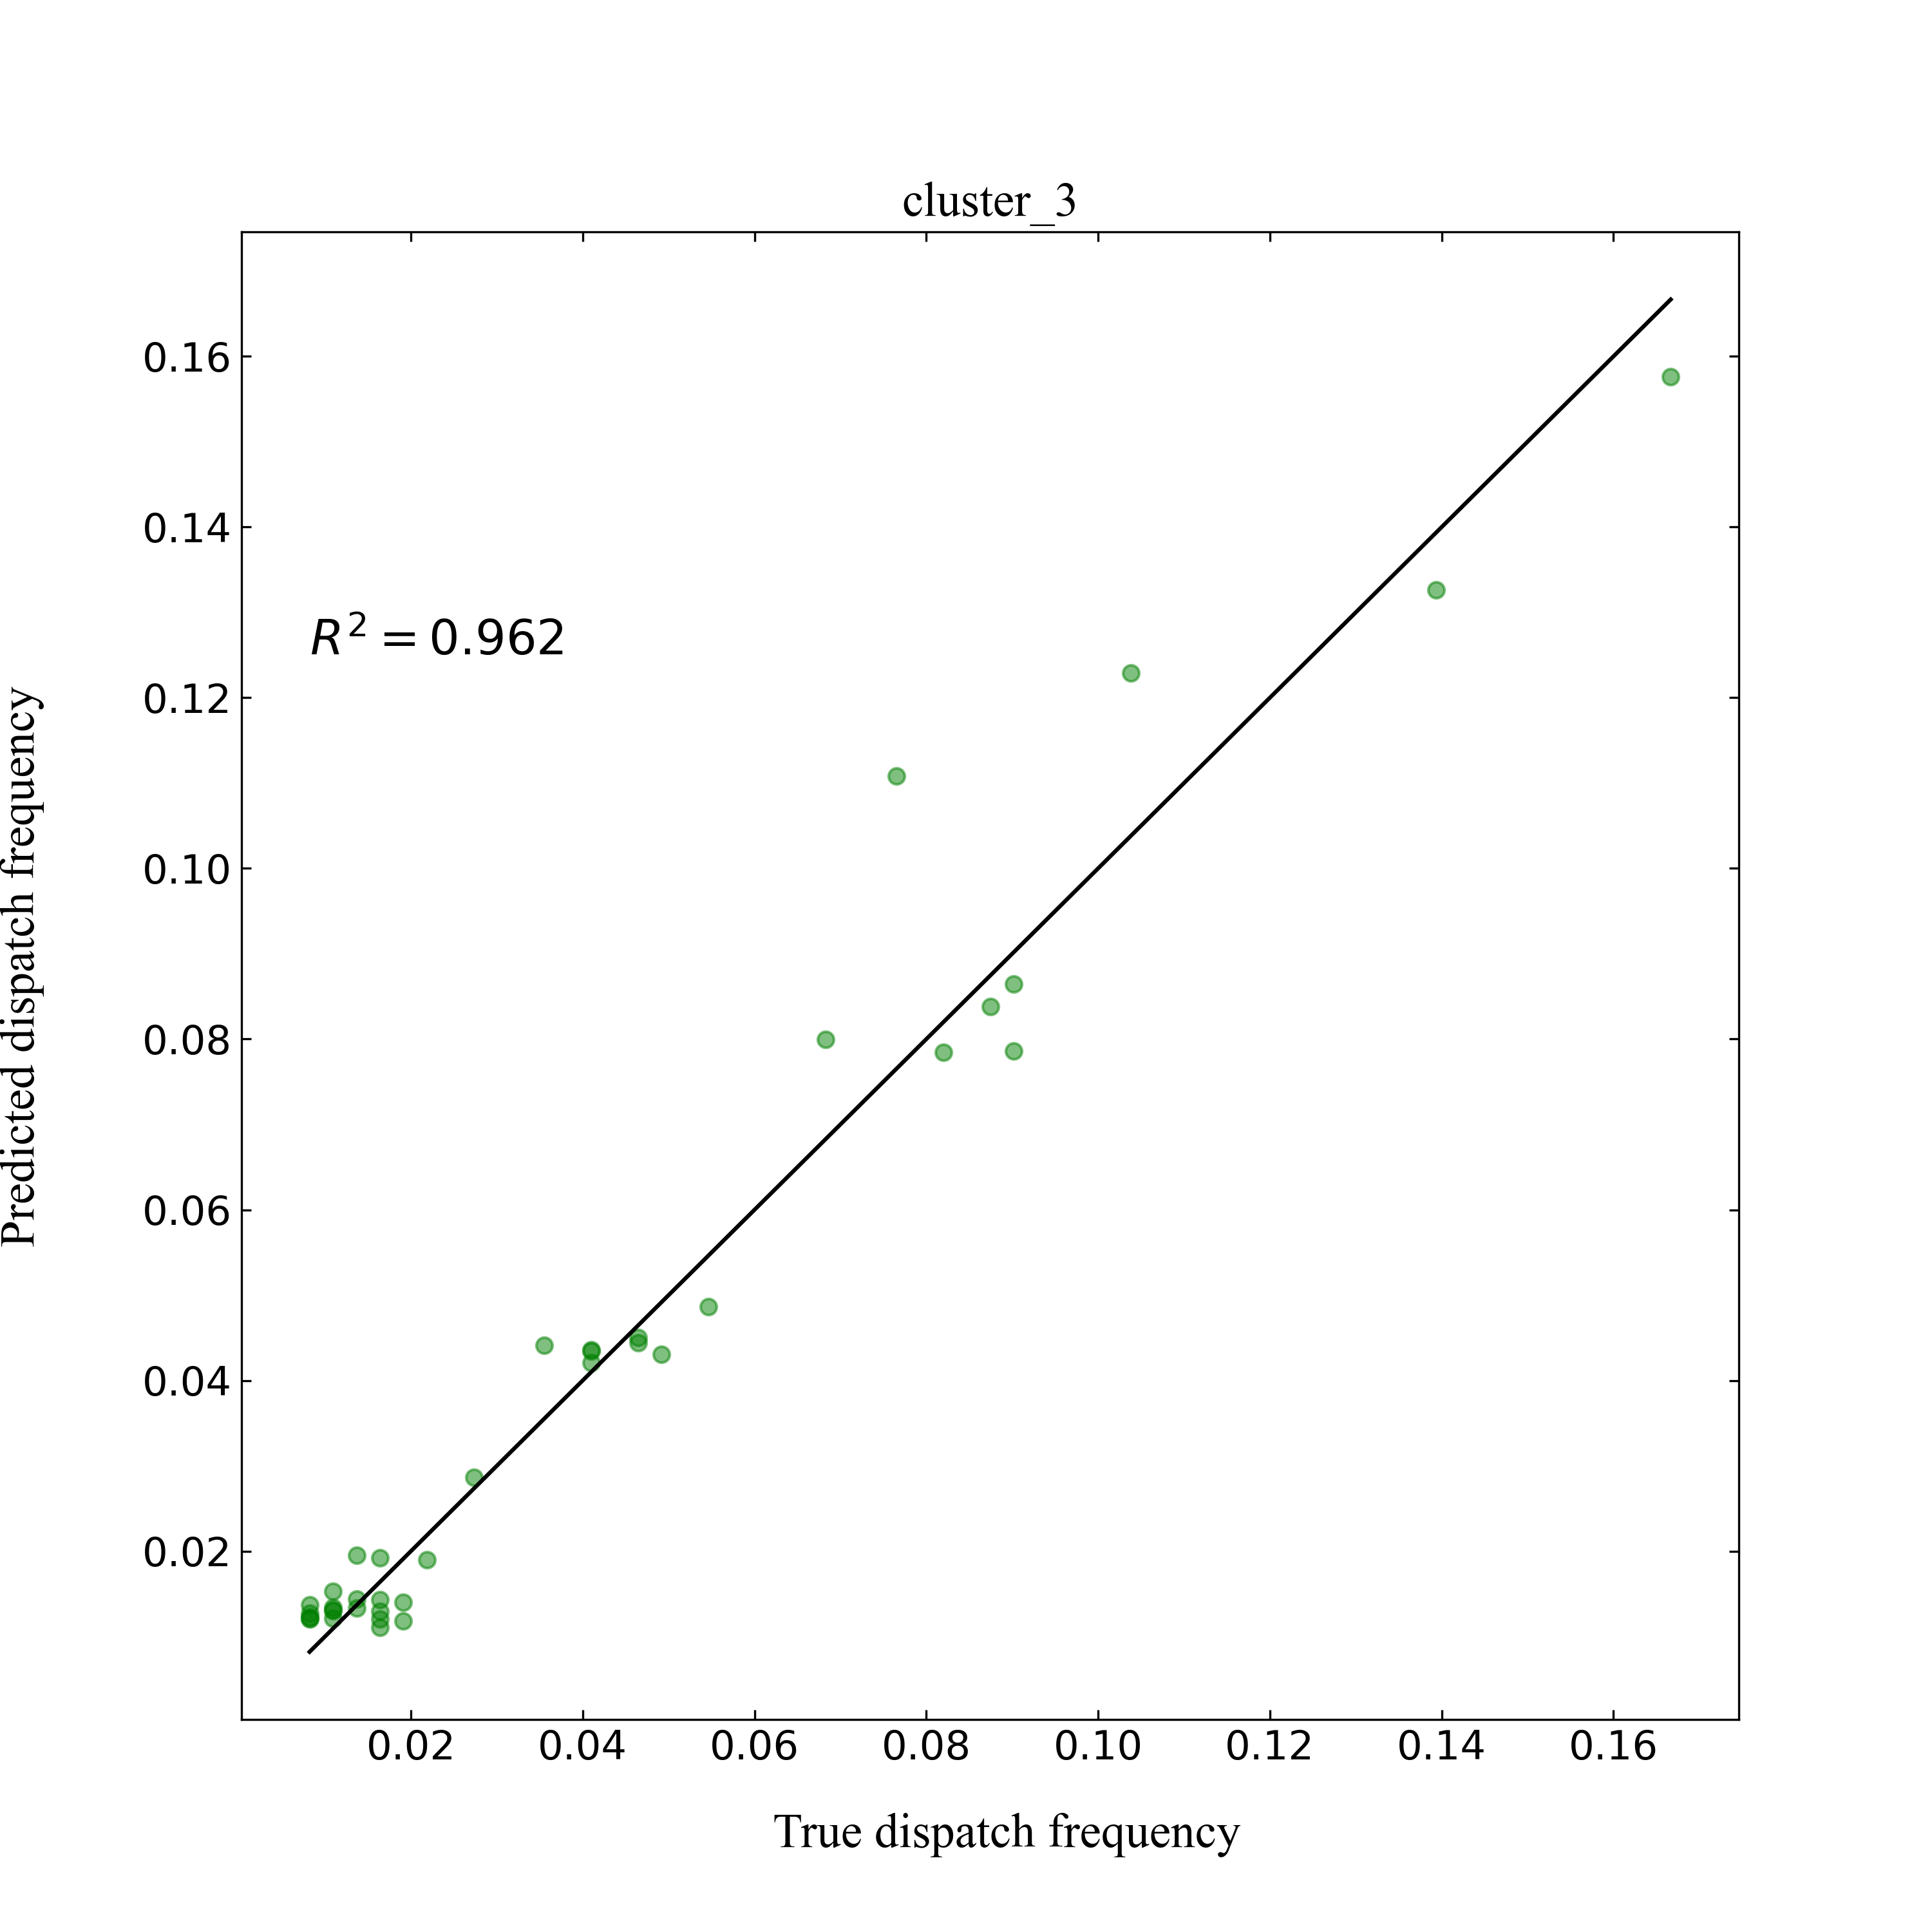 cluster_3
0.16
0.14
R² = 0.962
0.12
0.10
0.08
0.06
0.04
0.02
Predicted dispatch frequency
0.02 0.04 0.06 0.08 0.10 0.12 0.14 0.16
True dispatch frequency